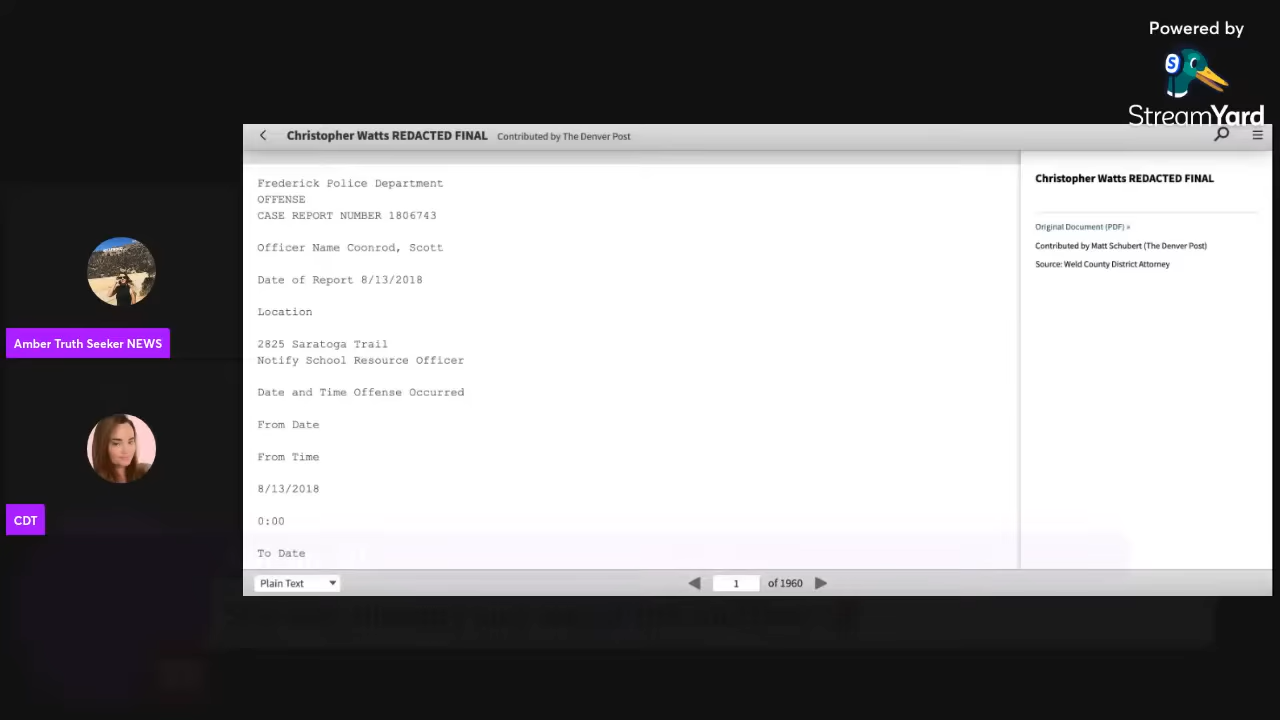 Powered by
StreamYard
Christopher Watts REDACTED FINAL Contributed by The Denver Post
Frederick Police Department
OFFENSE
CASE REPORT NUMBER 1806743
Officer Name Coonrod, Scott
Date of Report 8/13/2018
Location
2825 Saratoga Trail
Notify School Resource Officer
Date and Time Offense Occurred
From Date
From Time
8/13/2018
0:00
To Date
Christopher Watts REDACTED FINAL
Original Document (PDF) »
Contributed by Matt Schubert (The Denver Post)
Source: Weld County District Attorney
Amber Truth Seeker NEWS
CDT
Plain Text
1 of 1960